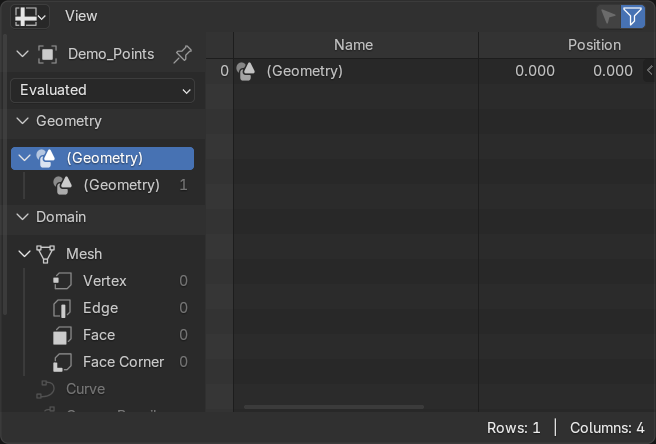 View
Demo_Points
Evaluated
Geometry
(Geometry)
(Geometry) 1
Domain
Mesh
Vertex 0
Edge 0
Face 0
Face Corner 0
Curve
Name Position
0 (Geometry) 0.000 0.000
Rows: 1 | Columns: 4